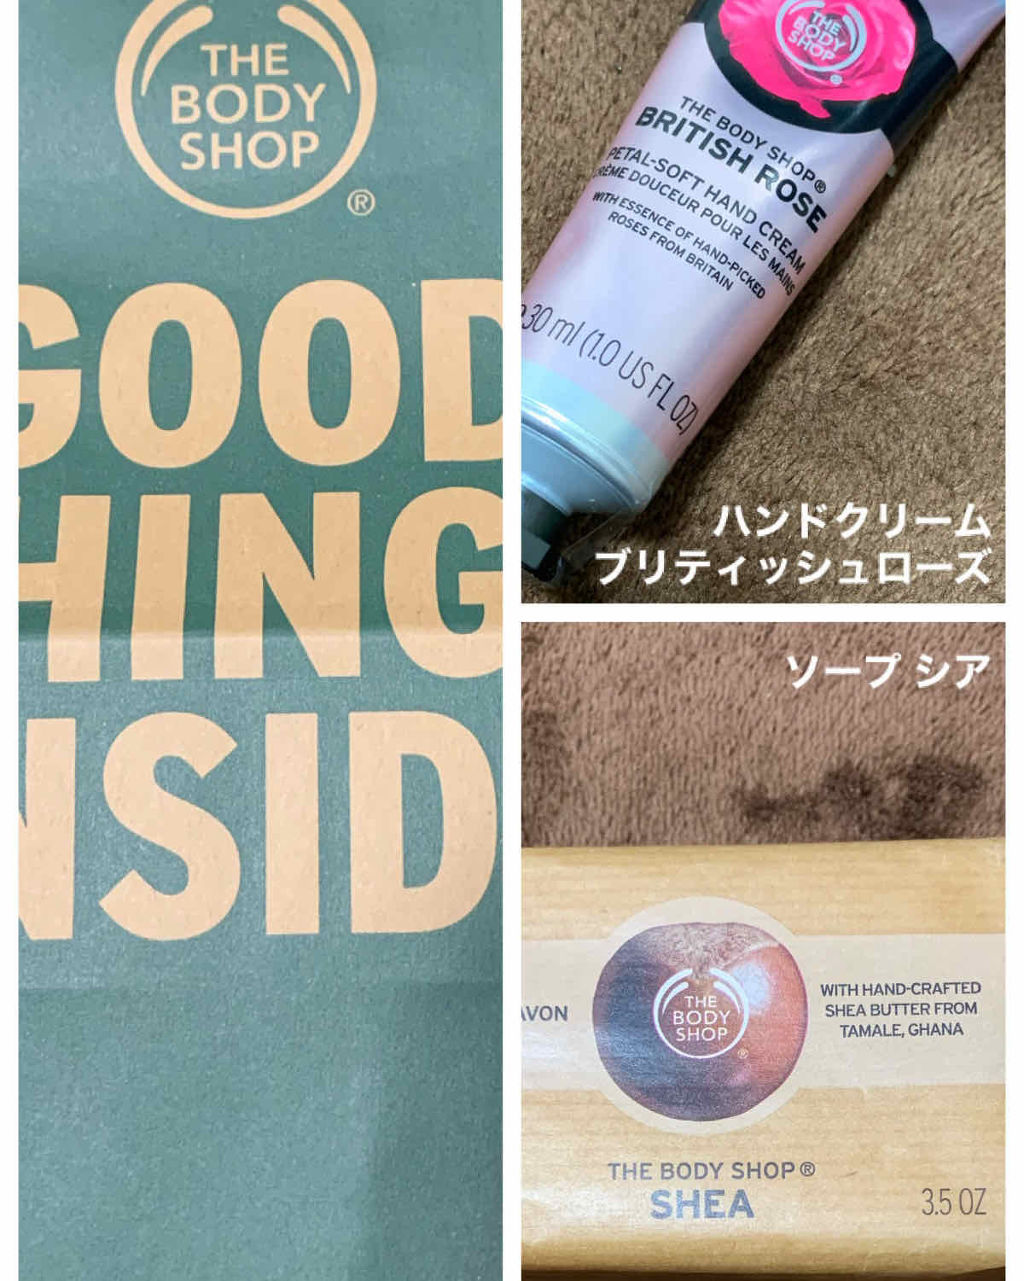 THE
BODY
SHOP
®
GOOD
HING
NSID
THE
BODY
SHOP
®
THE BODY SHOP®
BRITISH ROSE
PETAL-SOFT HAND CREAM
CRÈME DOUCEUR POUR LES MAINS
WITH ESSENCE OF HAND-PICKED
ROSES FROM BRITAIN
e30 ml (1.0 US FL OZ)
ハンドクリーム
ブリティッシュローズ
ソープ シア
AVON
THE
BODY
SHOP
®
WITH HAND-CRAFTED
SHEA BUTTER FROM
TAMALE, GHANA
THE BODY SHOP®
SHEA
3.5 OZ